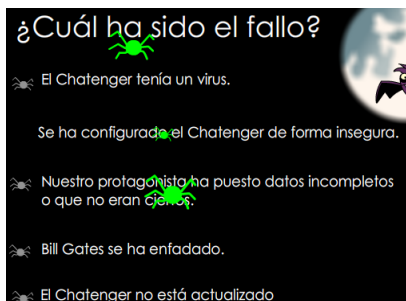 ¿Cuál ha sido el fallo?
El Chatenger tenía un virus.
Se ha configurado el Chatenger de forma insegura.
Nuestro protagonista ha puesto datos incompletos
o que no eran ciertos.
Bill Gates se ha enfadado.
El Chatenger no está actualizado